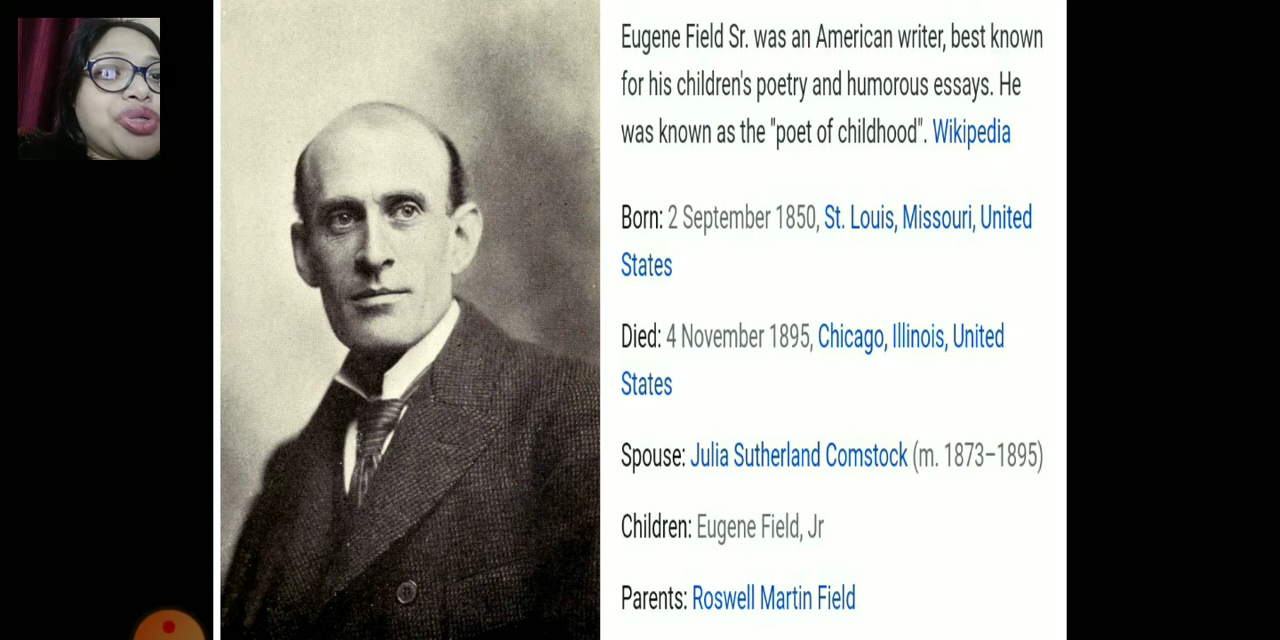 Eugene Field Sr. was an American writer, best known
for his children's poetry and humorous essays. He
was known as the "poet of childhood". Wikipedia
Born: 2 September 1850, St. Louis, Missouri, United
States
Died: 4 November 1895, Chicago, Illinois, United
States
Spouse: Julia Sutherland Comstock (m. 1873–1895)
Children: Eugene Field, Jr
Parents: Roswell Martin Field